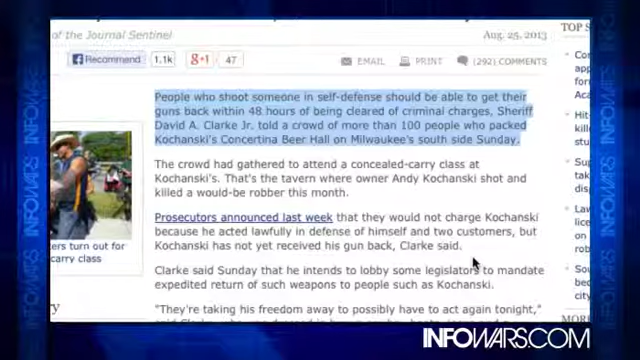 of the Journal Sentinel
Aug. 25, 2013
TOP S
Recommend
1.1k
+1
47
EMAIL
PRINT
(292) COMMENTS
People who shoot someone in self-defense should be able to get their
guns back within 48 hours of being cleared of criminal charges, Sheriff
David A. Clarke Jr. told a crowd of more than 100 people who packed
Kochanski's Concertina Beer Hall on Milwaukee's south side Sunday.
The crowd had gathered to attend a concealed-carry class at
Kochanski's. That's the tavern where owner Andy Kochanski shot and
killed a would-be robber this month.
Prosecutors announced last week that they would not charge Kochanski
because he acted lawfully in defense of himself and two customers, but
Kochanski has not yet received his gun back, Clarke said.
Clarke said Sunday that he intends to lobby some legislators to mandate
expedited return of such weapons to people such as Kochanski.
"They're taking his freedom away to possibly have to act again tonight,"
kers turn out for
carry class
INFOWARS
INFOWARS
INFOWARS.COM